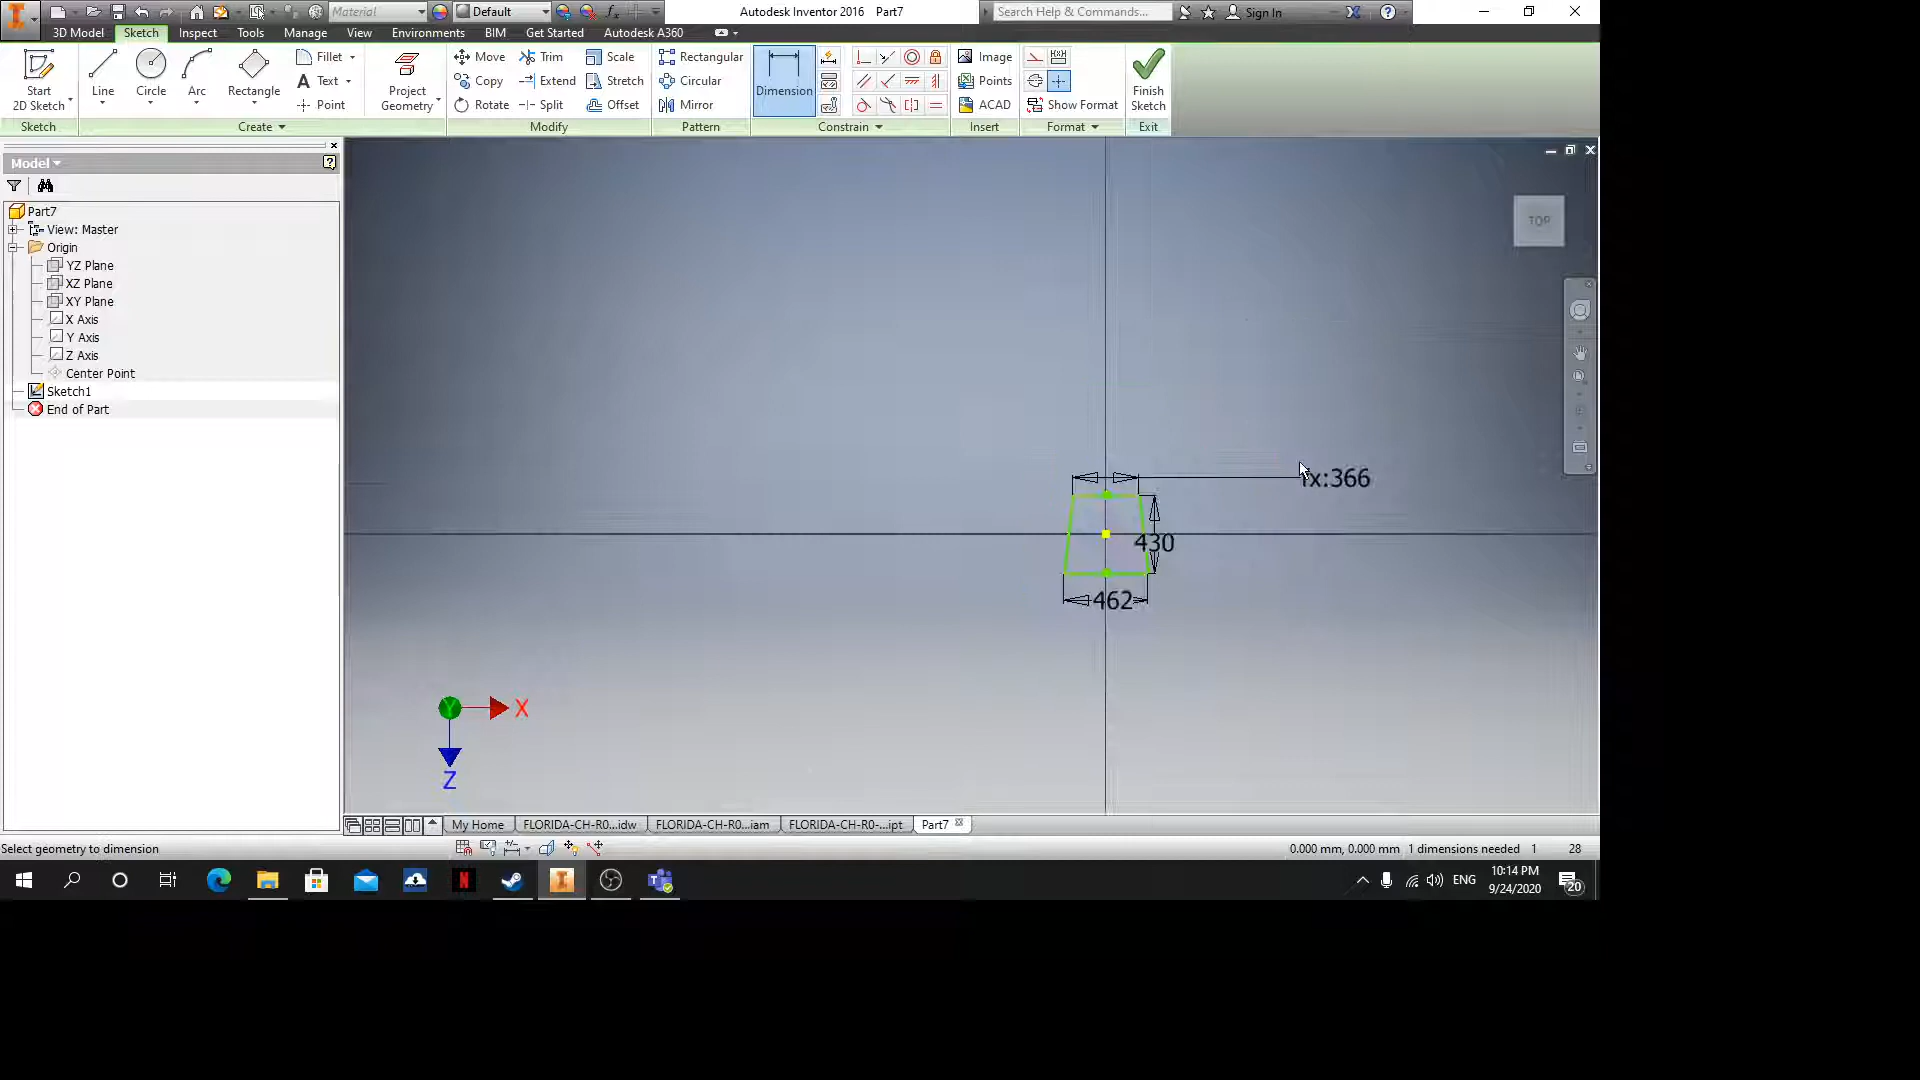 Material
Default
Autodesk Inventor 2016 Part7
Search Help & Commands...
Sign In
3D Model Sketch Inspect Tools Manage View Environments BIM Get Started Autodesk A360
Start
2D Sketch
Line
Circle
Arc
Rectangle
Fillet
Text
Point
Project
Geometry
Move Trim Scale
Copy Extend Stretch
Rotate Split Offset
Rectangular
Circular
Mirror
Dimension
Image
Points
ACAD
Show Format
Finish
Sketch
Sketch Create Modify Pattern Constrain Insert Format Exit
Model
Part7
View: Master
Origin
YZ Plane
XZ Plane
XY Plane
X Axis
Y Axis
Z Axis
Center Point
Sketch1
End of Part
TOP
fx:366
430
462
Y
X
Z
My Home FLORIDA-CH-R0...idw FLORIDA-CH-R0...iam FLORIDA-CH-R0-...ipt Part7
Select geometry to dimension
0.000 mm, 0.000 mm 1 dimensions needed 1 28
ENG
10:14 PM
9/24/2020
20